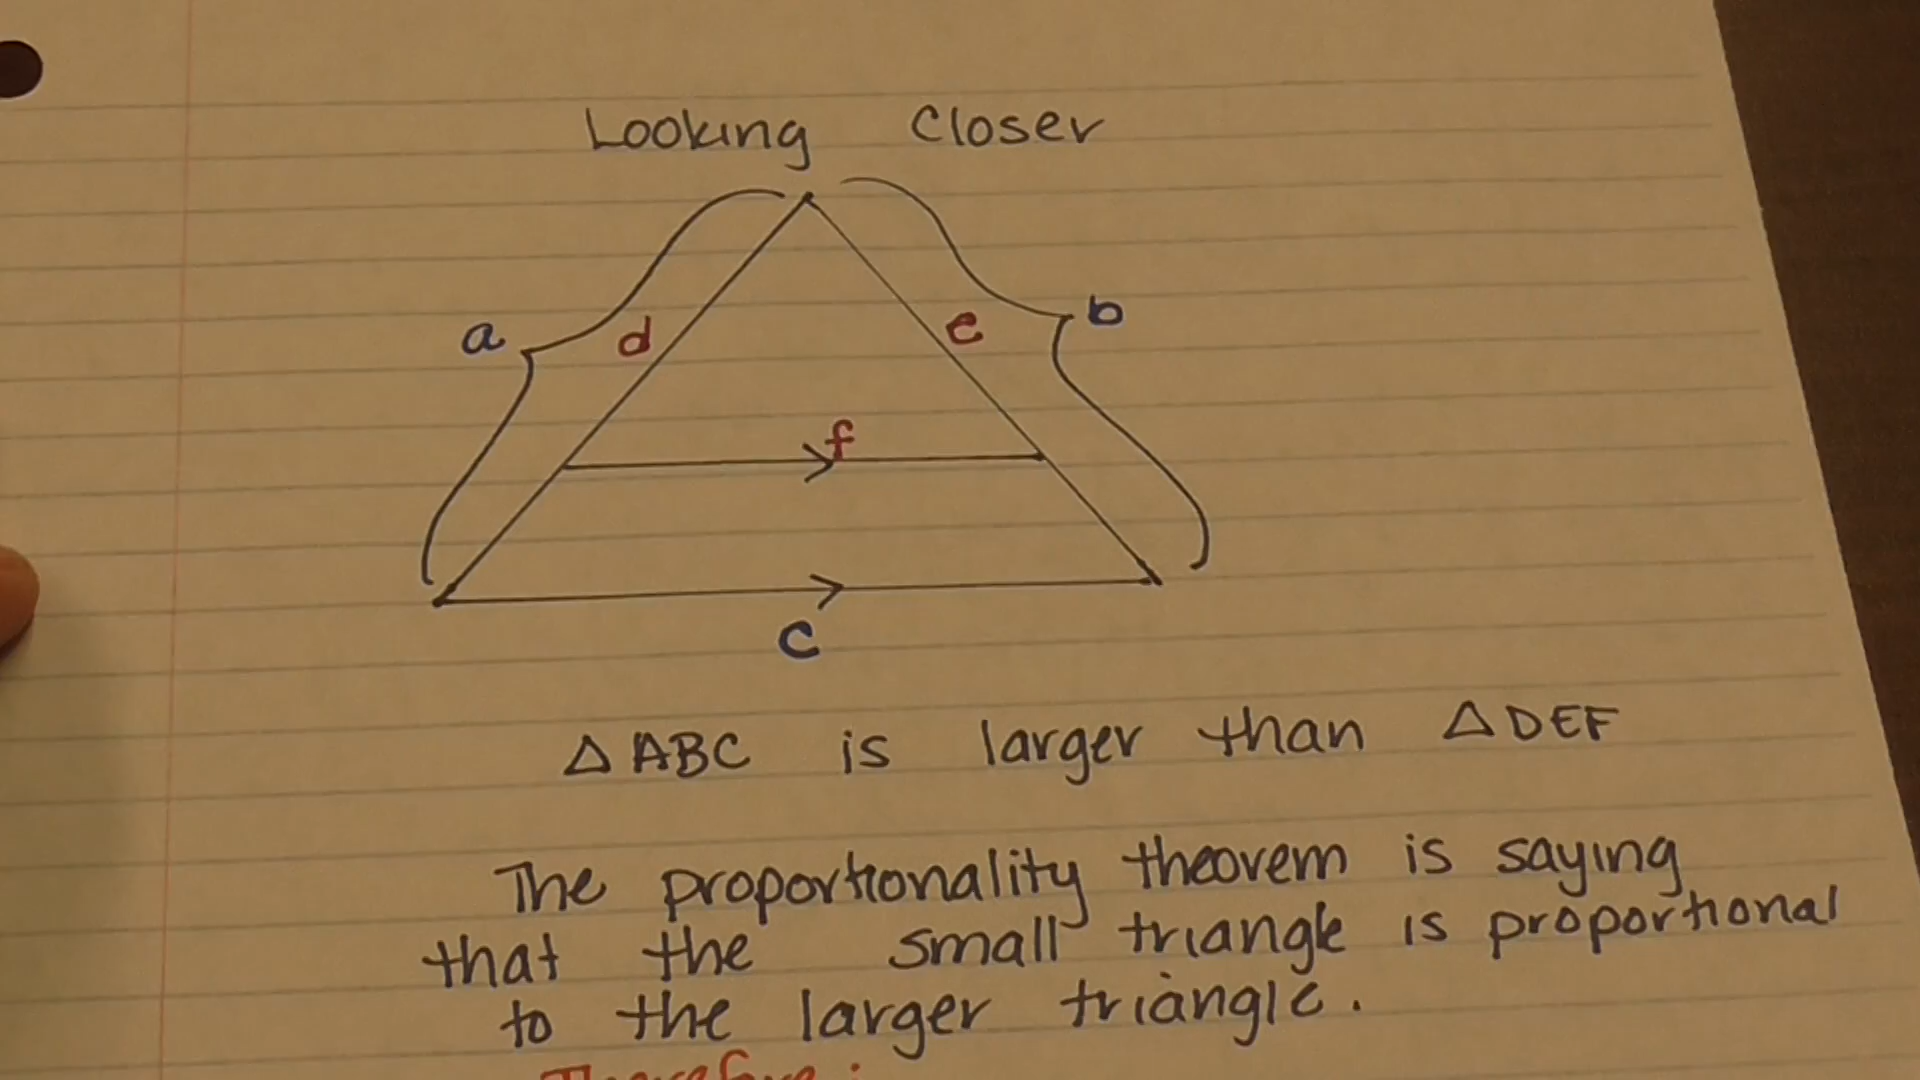 Looking Closer
a
d
e
b
f
c
△ABC is larger than △DEF
The proportionality theorem is saying
that the small triangle is proportional
to the larger triangle.
Therefore: